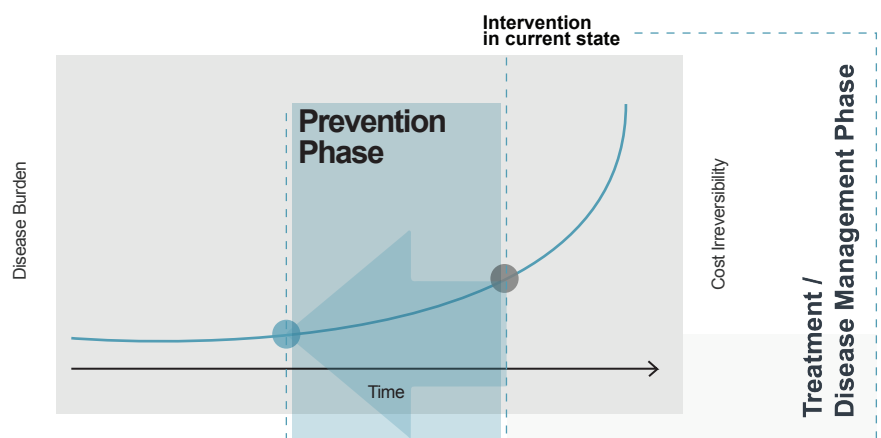 Intervention
in current state
Prevention
Phase
Disease Burden
Time
Cost Irreversibility
Treatment /
Disease Management Phase